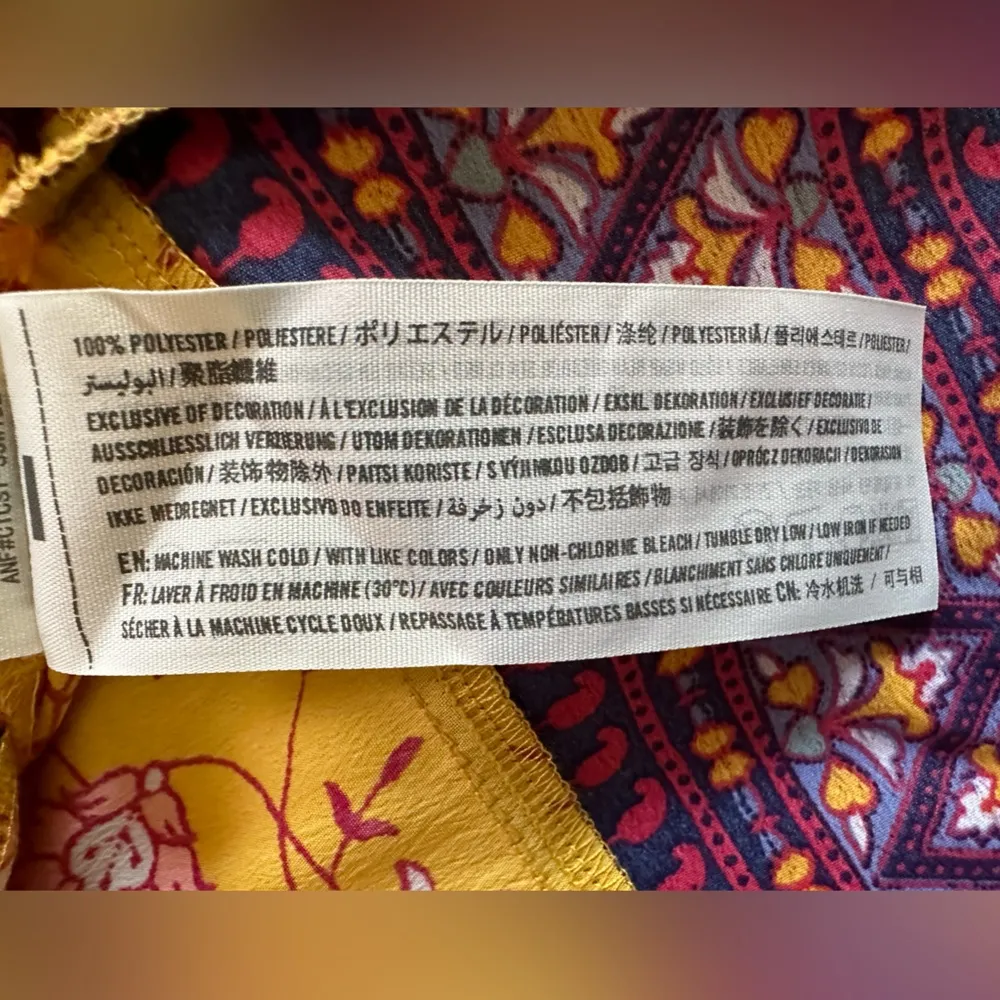 100% POLYESTER / POLIESTERE / ポリエステル / POLIÉSTER / 涤纶 / POLYESTERIÄ / 폴리에스테르 / POLIESTER /
البوليستر / 聚脂纖維
EXCLUSIVE OF DECORATION / À L'EXCLUSION DE LA DÉCORATION / EKSKL DEKORATION / EXCLUSIEF DECORATIE /
AUSSCHLIESSLICH VERZIERUNG / UTOM DEKORATIONEN / ESCLUSA DECORAZIONE / 装飾を除く / EXCLUSIVO DE
DECORACIÓN / 装饰物除外 / PAITSI KORISTE / S VÝJIMKOU OZDOB / 고급 장식 / OPRÓCZ DEKORACJI / DEKORASJON
IKKE MEDREGNET / EXCLUSIVO DO ENFEITE / دون زخرفة / 不包括飾物
EN: MACHINE WASH COLD / WITH LIKE COLORS / ONLY NON-CHLORINE BLEACH / TUMBLE DRY LOW / LOW IRON IF NEEDED
FR: LAVER À FROID EN MACHINE (30°C) / AVEC COULEURS SIMILAIRES / BLANCHIMENT SANS CHLORE UNIQUEMENT /
SÉCHER À LA MACHINE CYCLE DOUX / REPASSAGE À TEMPÉRATURES BASSES SI NÉCESSAIRE CN: 冷水机洗 / 可与相